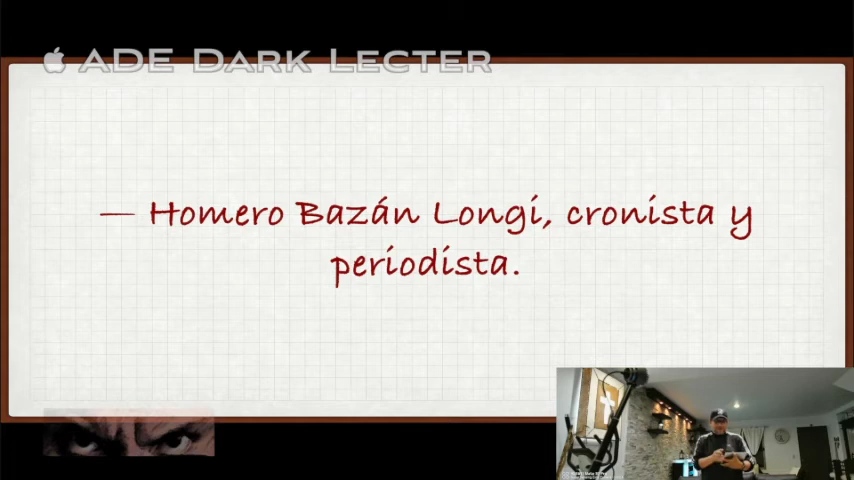 ADE DARK LECTER
— Homero Bazán Longi, cronista y
periodista.